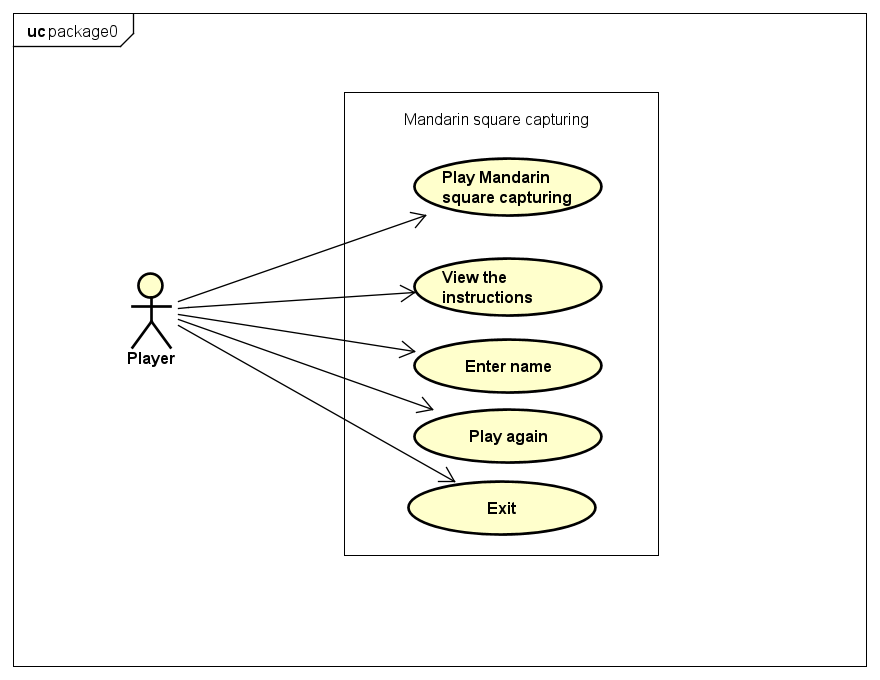 uc package0
Mandarin square capturing
Play Mandarin
square capturing
View the
instructions
Player
Enter name
Play again
Exit